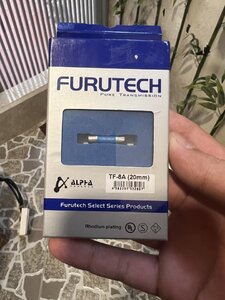 FURUTECH
PURE TRANSMISSION
ALPHA
TF-8A (20mm)
Furutech Select Series Products
Rhodium plating